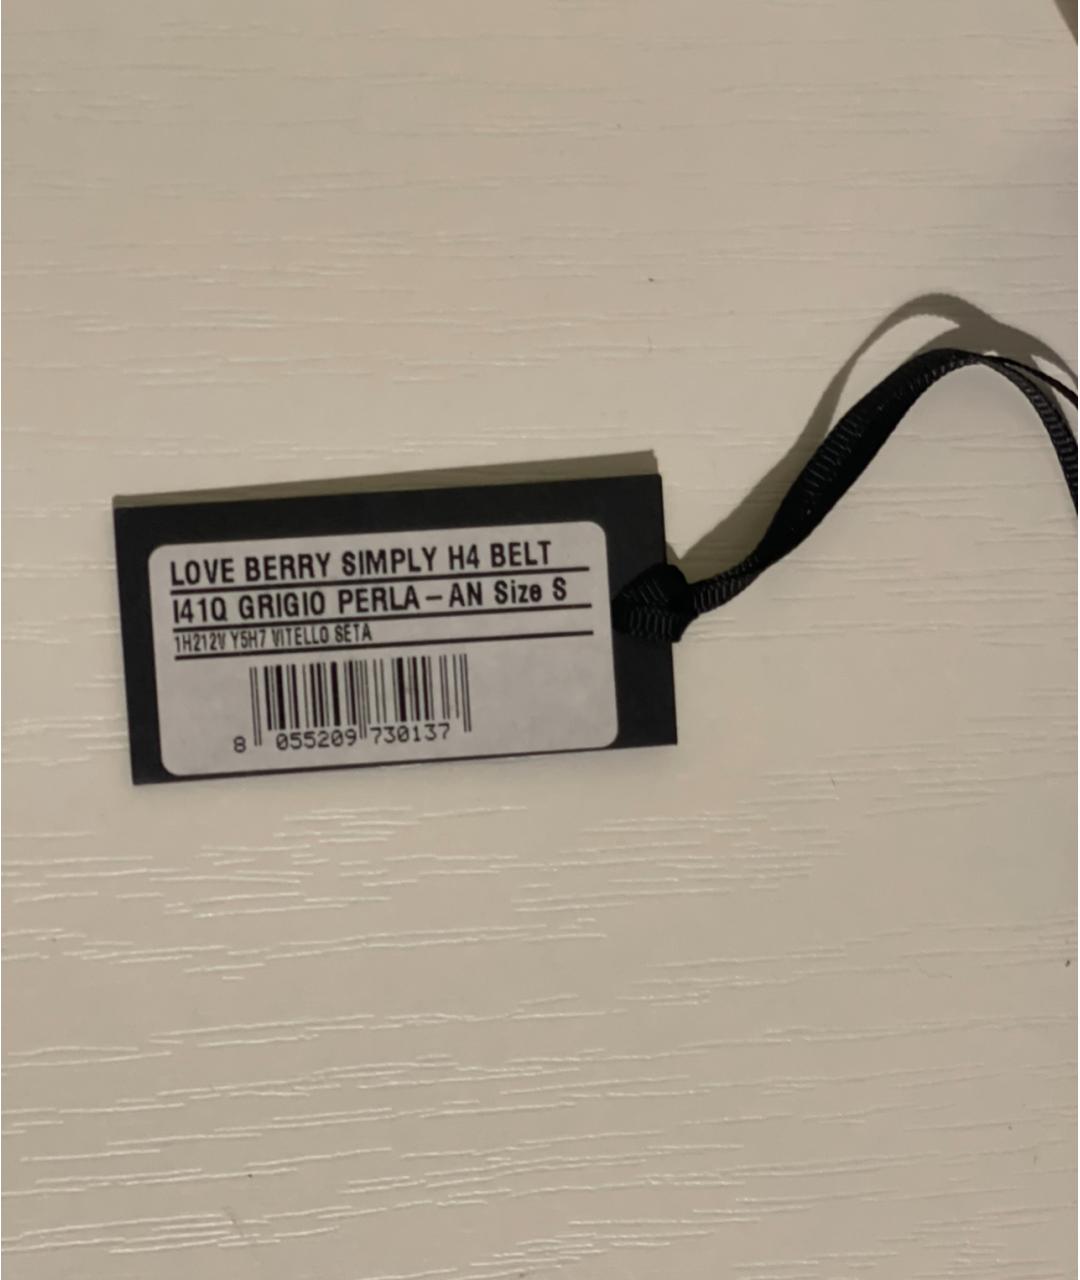 LOVE BERRY SIMPLY H4 BELT
I41Q GRIGIO PERLA – AN Size S
1H212V Y5H7 VITELLO SETA
8 055209 730137